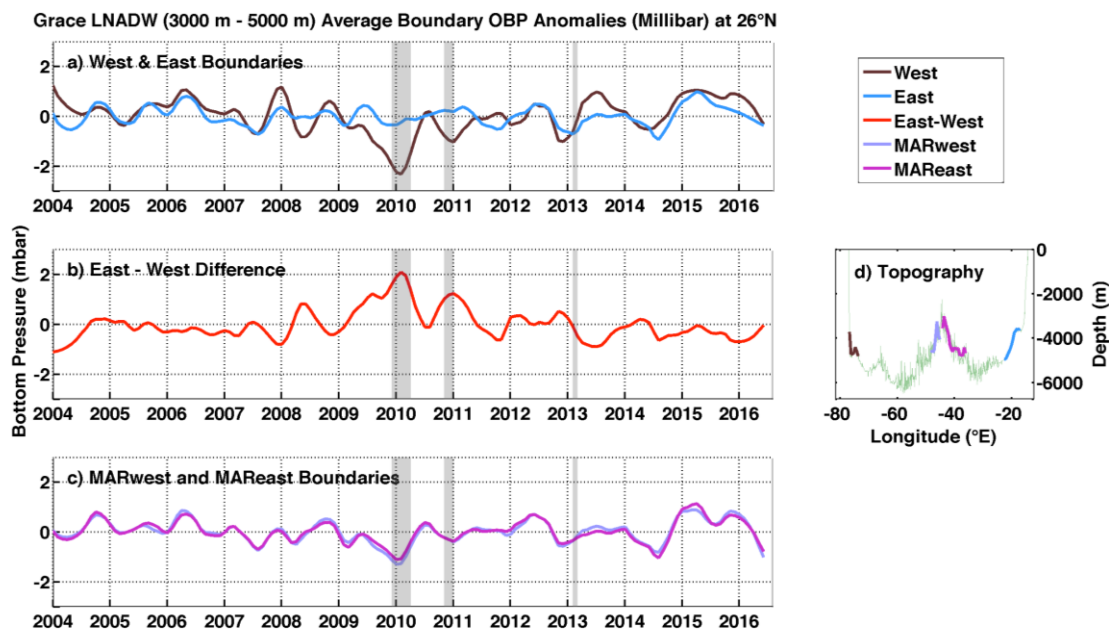 Grace LNADW (3000 m - 5000 m) Average Boundary OBP Anomalies (Millibar) at 26°N
a) West & East Boundaries
2
0
-2
2004 2005 2006 2007 2008 2009 2010 2011 2012 2013 2014 2015 2016
West
East
East-West
MARwest
MAReast
Bottom Pressure (mbar)
b) East - West Difference
2
0
-2
2004 2005 2006 2007 2008 2009 2010 2011 2012 2013 2014 2015 2016
d) Topography
0
-2000
-4000
-6000
Depth (m)
-80 -60 -40 -20
Longitude (°E)
c) MARwest and MAReast Boundaries
2
0
-2
2004 2005 2006 2007 2008 2009 2010 2011 2012 2013 2014 2015 2016